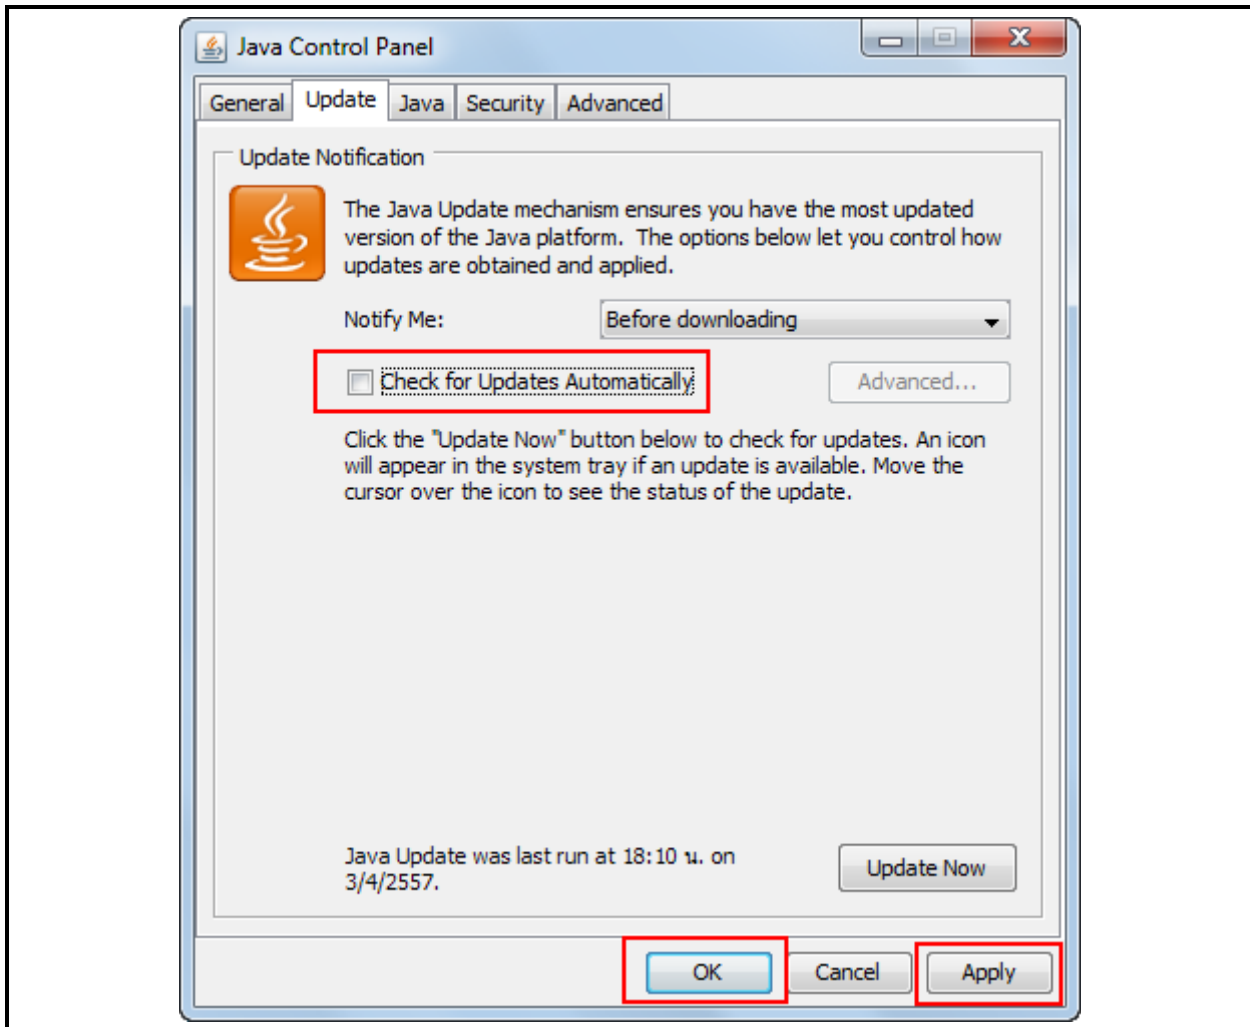 Java Control Panel
General Update Java Security Advanced
Update Notification
The Java Update mechanism ensures you have the most updated
version of the Java platform. The options below let you control how
updates are obtained and applied.
Notify Me: Before downloading
Check for Updates Automatically Advanced...
Click the "Update Now" button below to check for updates. An icon
will appear in the system tray if an update is available. Move the
cursor over the icon to see the status of the update.
Java Update was last run at 18:10 น. on
3/4/2557.
Update Now
OK Cancel Apply